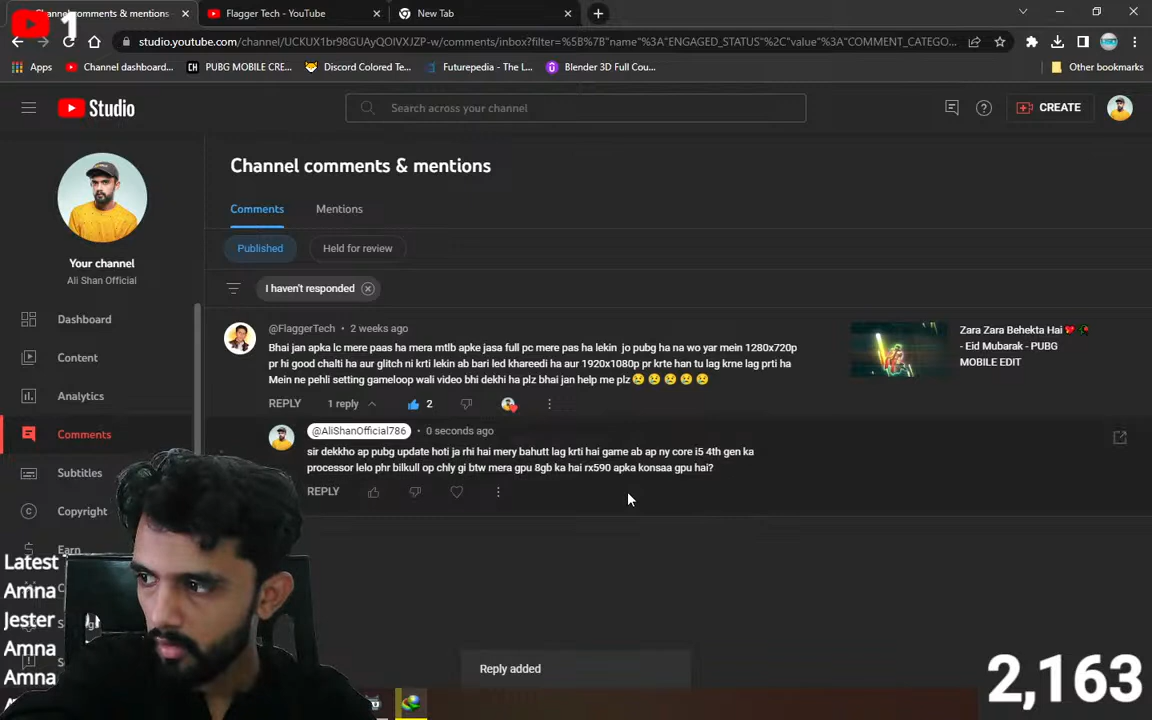 Channel comments & mentions
Flagger Tech - YouTube
New Tab
1
studio.youtube.com/channel/UCKUX1br98GUAyQOlVXJZP-w/comments/inbox?filter=%5B%7B"name"%3A"ENGAGED_STATUS"%2C"value"%3A"COMMENT_CATEGO...
Apps
Channel dashboard...
PUBG MOBILE CRE...
Discord Colored Te...
Futurepedia - The L...
Blender 3D Full Cou...
Other bookmarks
Studio
Search across your channel
CREATE
Channel comments & mentions
Comments
Mentions
Published
Held for review
I haven't responded
Your channel
Ali Shan Official
Dashboard
Content
Analytics
Comments
Subtitles
Copyright
Earn
@FlaggerTech • 2 weeks ago
Bhai jan apka lc mere paas ha mera mtlb apke jasa full pc mere pas ha lekin jo pubg ha na wo yar mein 1280x720p
pr hi good chalti ha aur glitch ni krti lekin ab bari led khareedi ha aur 1920x1080p pr krte han tu lag krne lag prti ha
Mein ne pehli setting gameloop wali video bhi dekhi ha plz bhai jan help me plz 😢 😢 😢 😢 😢
REPLY
1 reply
2
Zara Zara Behekta Hai ❤️ 🥀
- Eid Mubarak - PUBG
MOBILE EDIT
@AliShanOfficial786 • 0 seconds ago
sir dekkho ap pubg update hoti ja rhi hai mery bahutt lag krti hai game ab ap ny core i5 4th gen ka
processor lelo phr bilkull op chly gi btw mera gpu 8gb ka hai rx590 apka konsaa gpu hai?
REPLY
Reply added
Latest
Amna
Jester
Amna
Amna
2,163